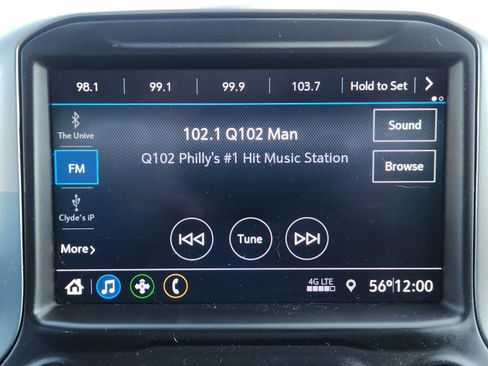 98.1 99.1 99.9 103.7 Hold to Set
The Unive
102.1 Q102 Man
Sound
FM
Q102 Philly's #1 Hit Music Station
Browse
Clyde's iP
More
Tune
4G LTE
56° 12:00